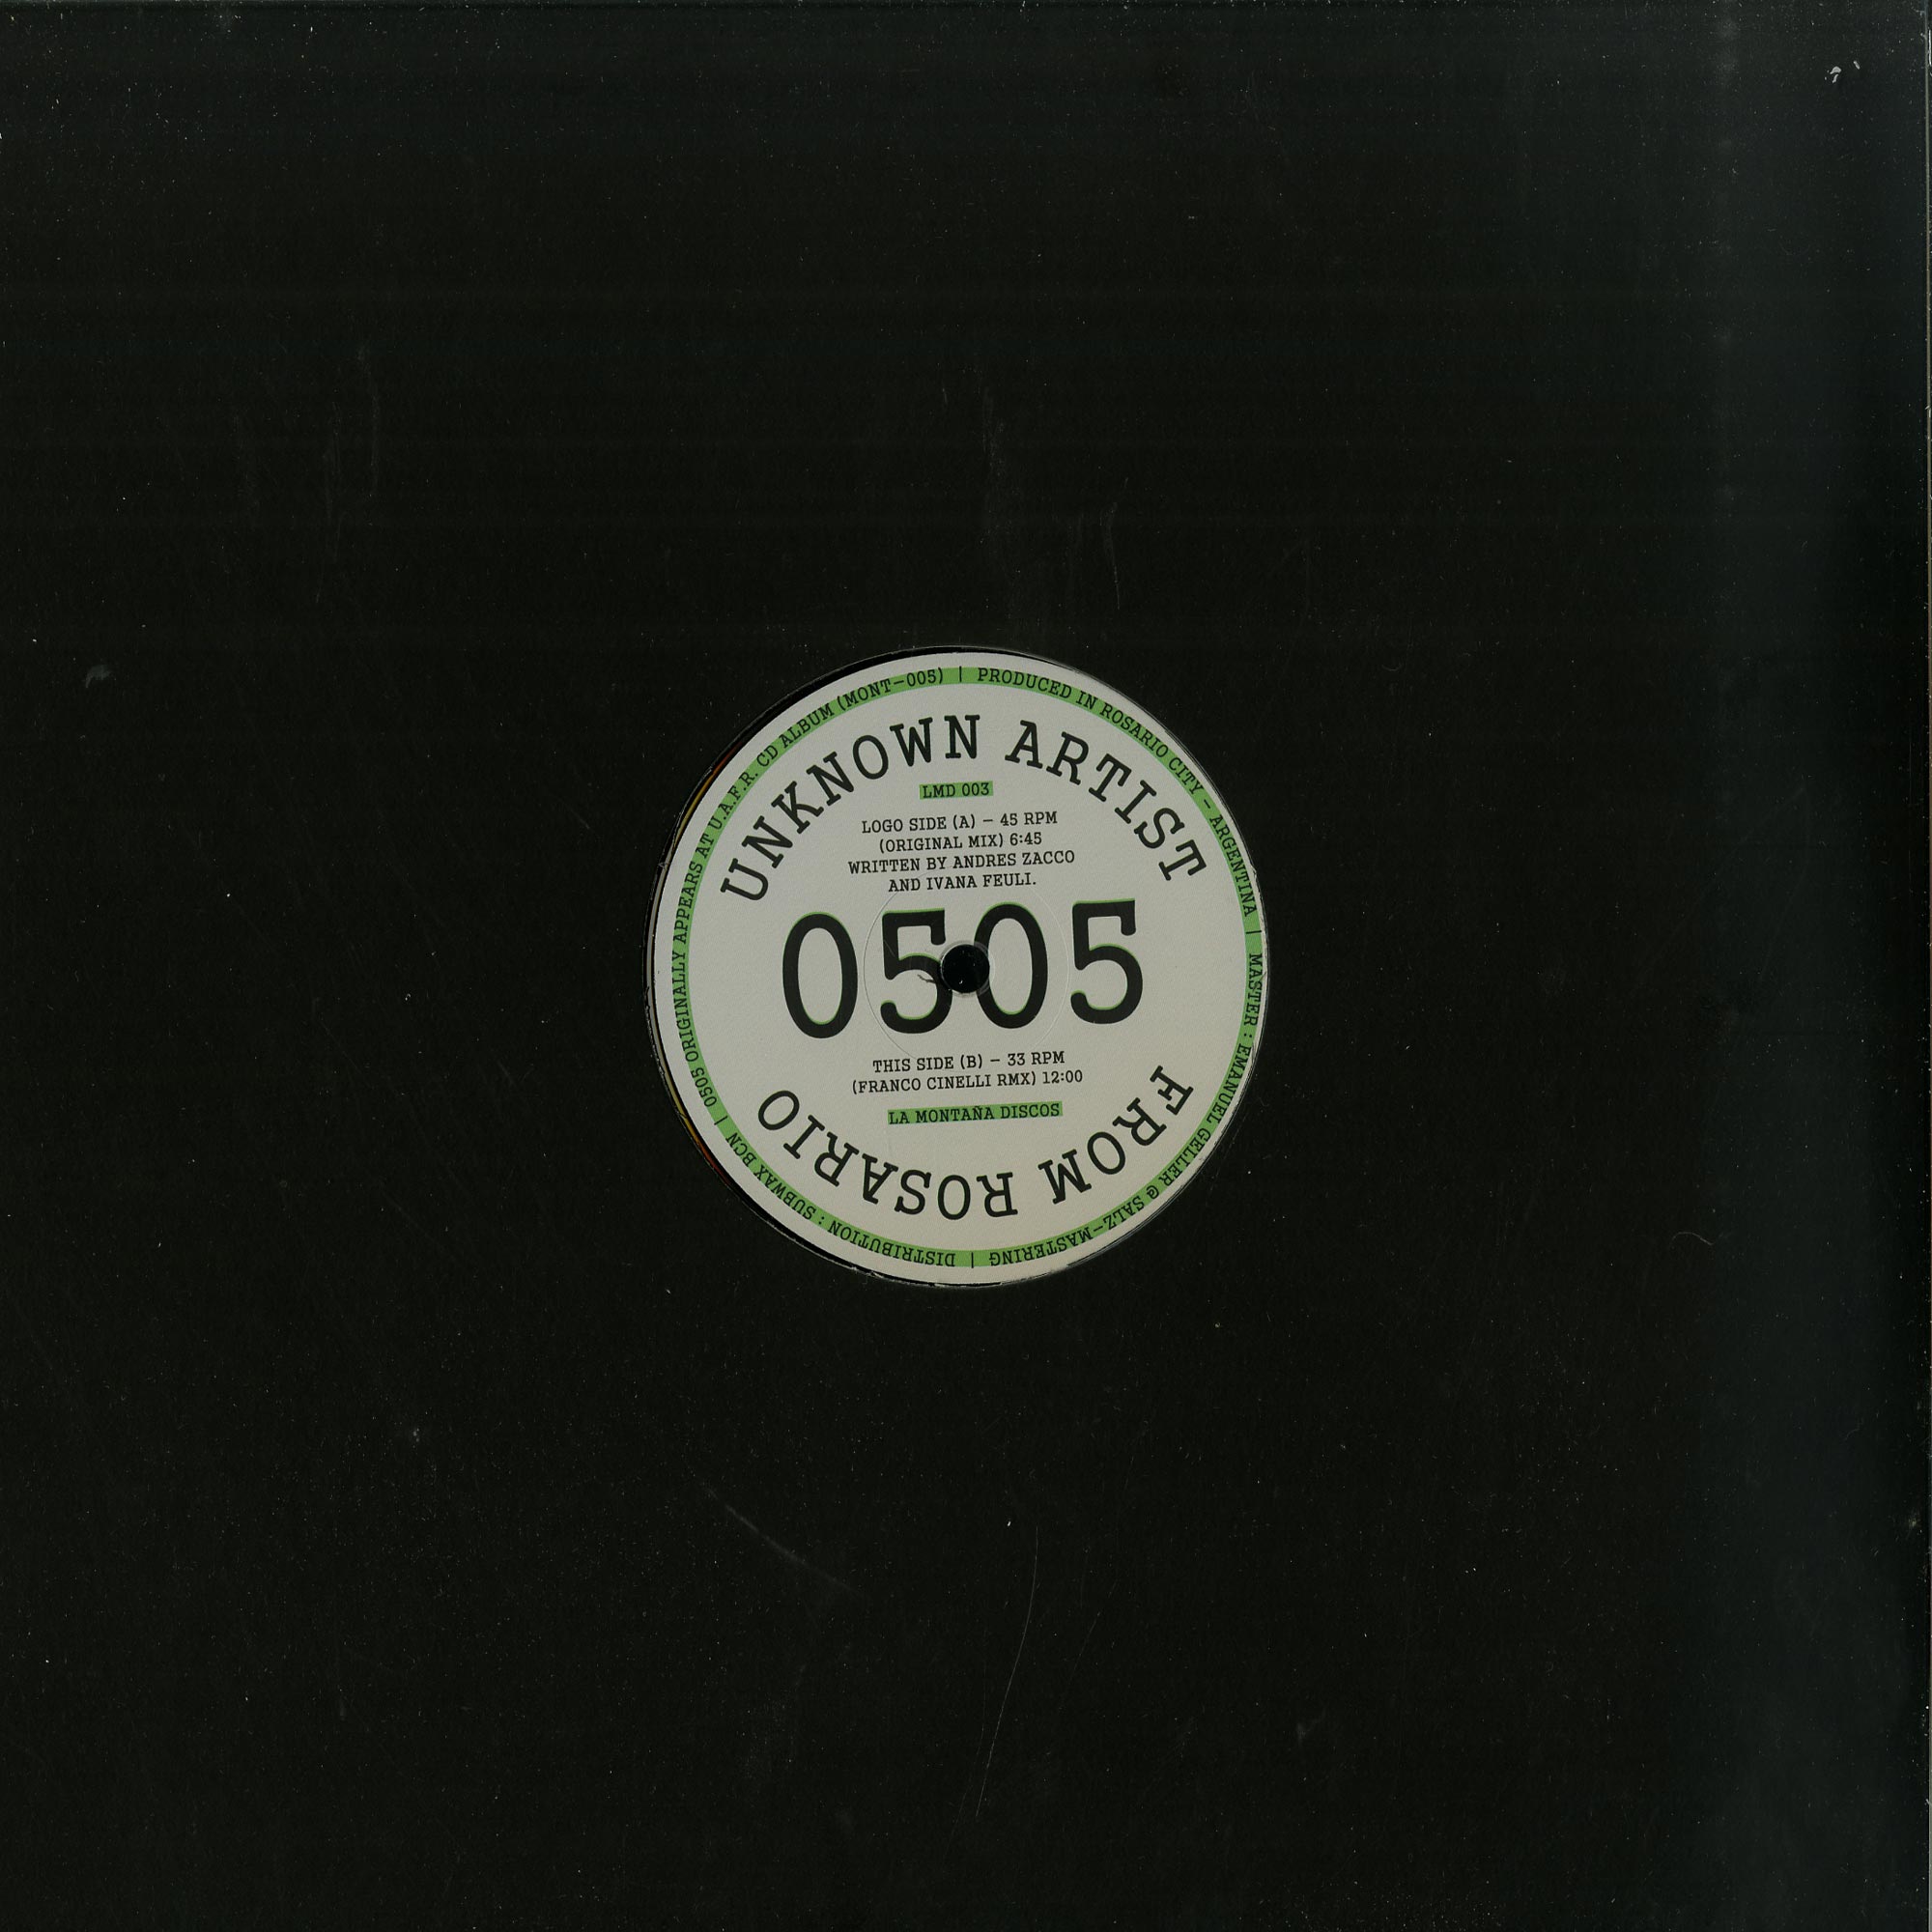 UNKNOWN ARTIST
LMD 003
LOGO SIDE (A) – 45 RPM
(ORIGINAL MIX) 6:45
WRITTEN BY ANDRES ZACCO
AND IVANA FEULI.
0505
THIS SIDE (B) – 33 RPM
(FRANCO CINELLI RMX) 12:00
LA MONTAÑA DISCOS
FROM ROSARIO
0505 ORIGINALLY APPEARS AT U.A.F.R. CD ALBUM (MONT-005) | PRODUCED IN ROSARIO CITY - ARGENTINA | MASTER : EMANUEL GELLER @ SALZ-MASTERING | DISTRIBUTION : SUBWAX BCN |